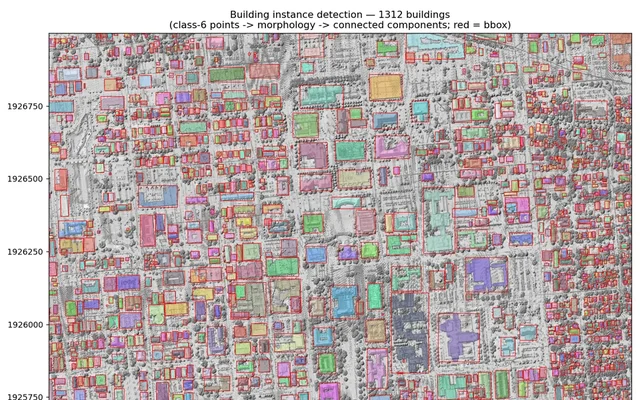 Building instance detection — 1312 buildings
(class-6 points -> morphology -> connected components; red = bbox)
1926750
1926500
1926250
1926000
1925750